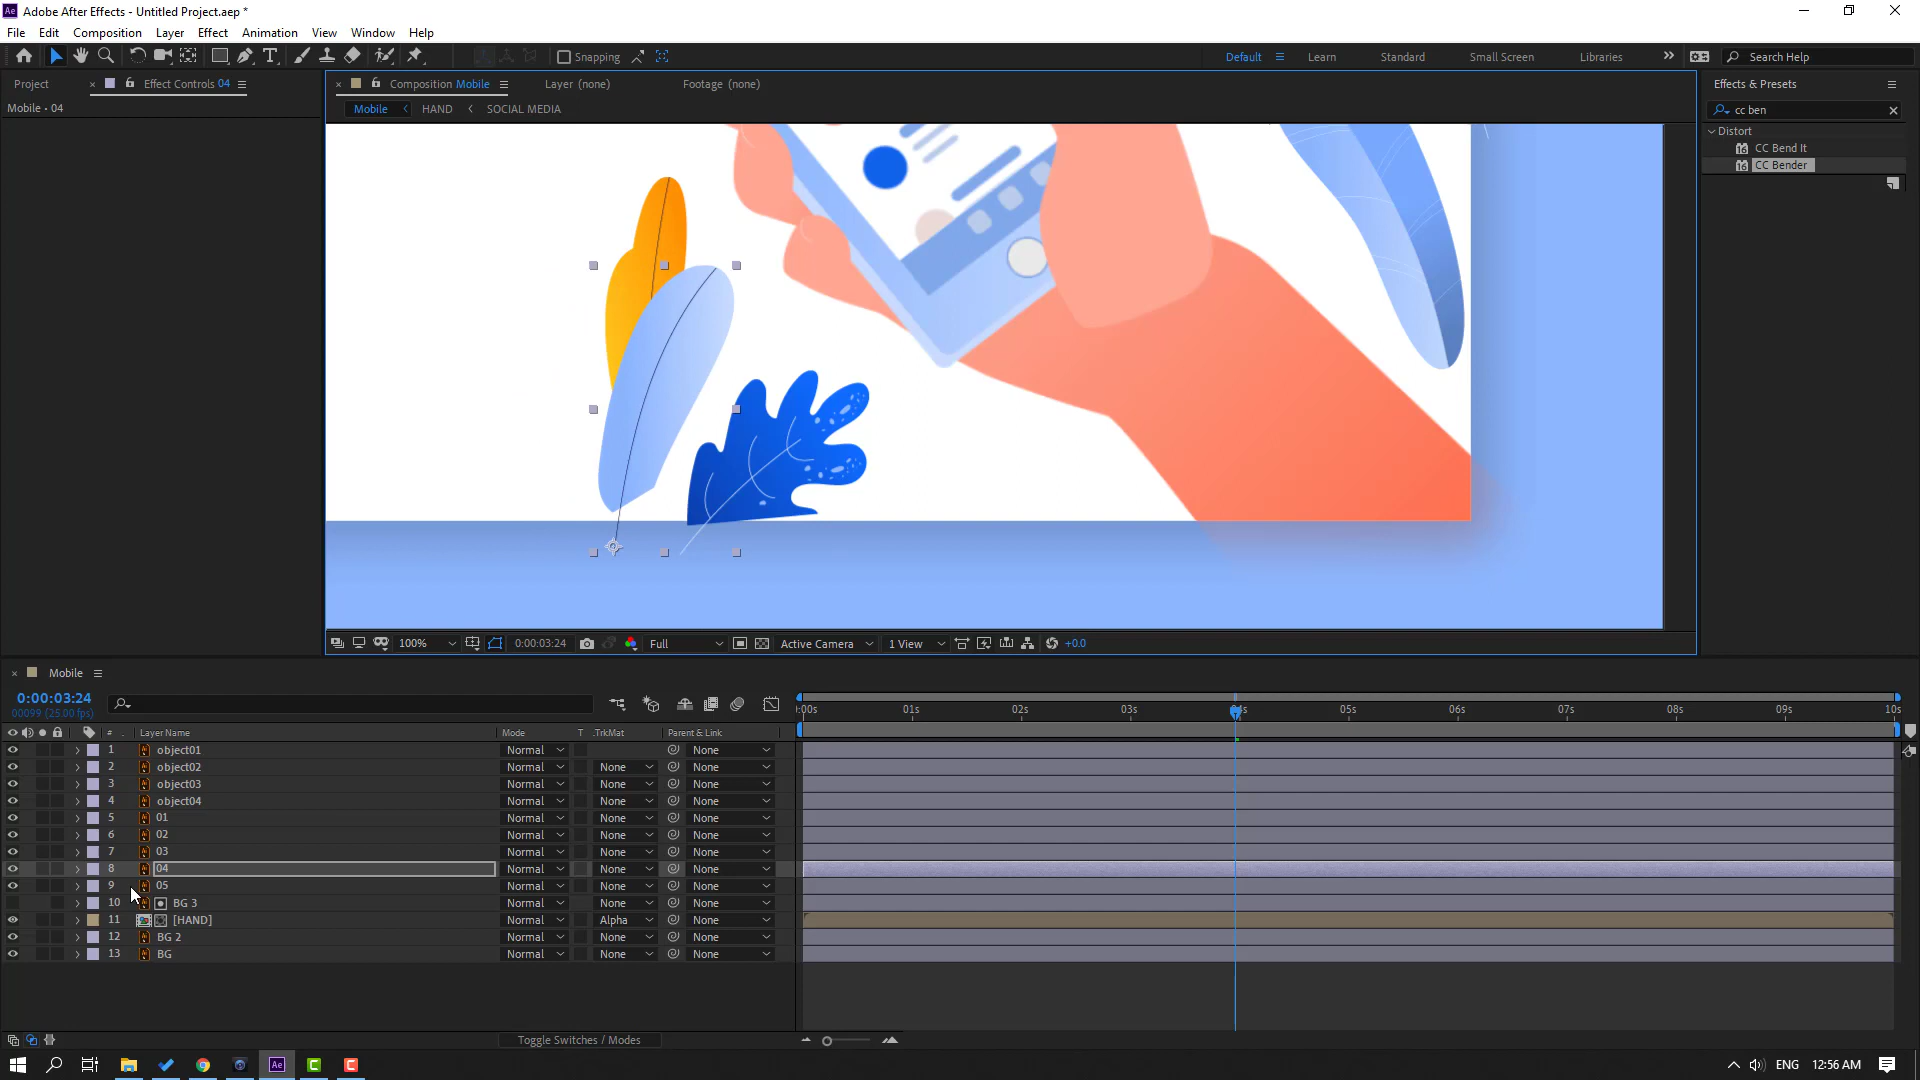 Adobe After Effects - Untitled Project.aep *
File Edit Composition Layer Effect Animation View Window Help
Snapping
Default Learn Standard Small Screen Libraries Search Help
Project Effect Controls 04
Mobile • 04
Composition Mobile Layer (none) Footage (none)
Mobile HAND SOCIAL MEDIA
Effects & Presets
cc ben
Distort
CC Bend It
CC Bender
100% 0:00:03:24 Full Active Camera 1 View +0.0
Mobile
0:00:03:24
00099 (25.00 fps)
:00s 01s 02s 03s 04s 05s 06s 07s 08s 09s 10s
# Layer Name Mode T .TrkMat Parent & Link
1 object01 Normal None
2 object02 Normal None None
3 object03 Normal None None
4 object04 Normal None None
5 01 Normal None None
6 02 Normal None None
7 03 Normal None None
8 04 Normal None None
9 05 Normal None None
10 BG 3 Normal None None
11 [HAND] Normal Alpha None
12 BG 2 Normal None None
13 BG Normal None None
Toggle Switches / Modes
ENG 12:56 AM